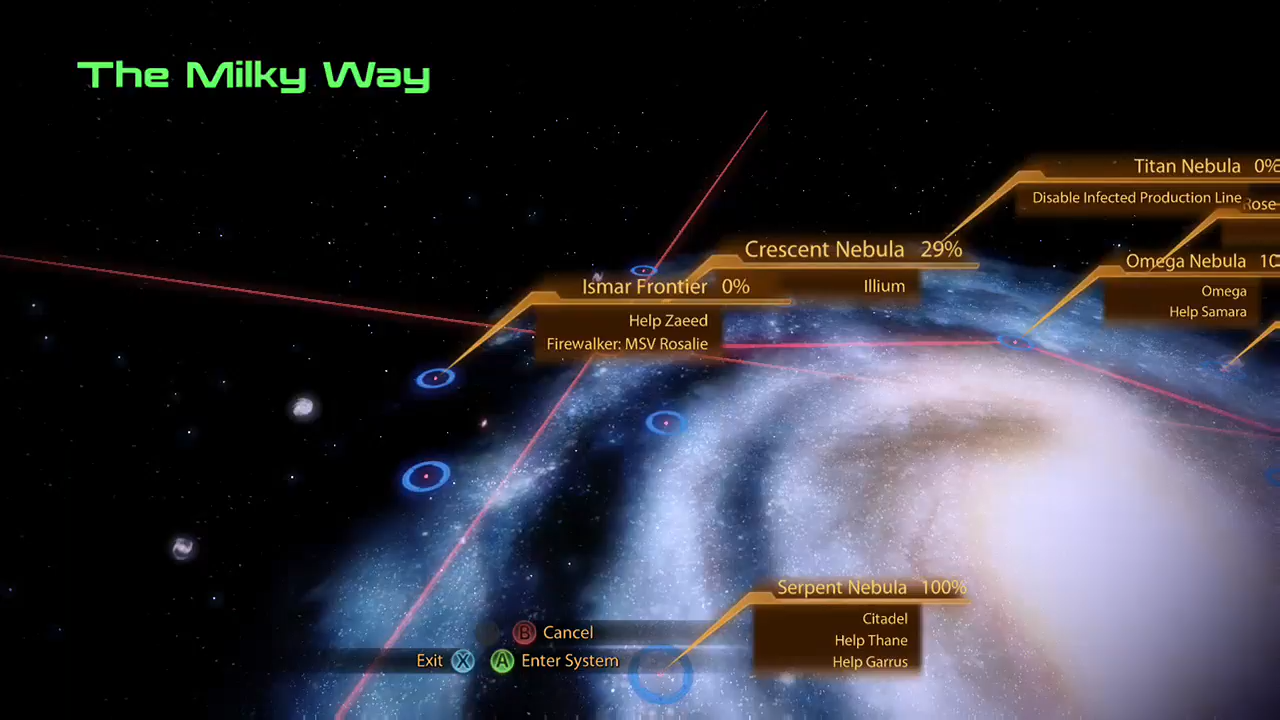 The Milky Way
Titan Nebula 0%
Disable Infected Production Line
Rose
Crescent Nebula 29%
Illium
Omega Nebula
Omega
Help Samara
Ismar Frontier 0%
Help Zaeed
Firewalker: MSV Rosalie
Serpent Nebula 100%
Citadel
Help Thane
Help Garrus
B Cancel
Exit X A Enter System